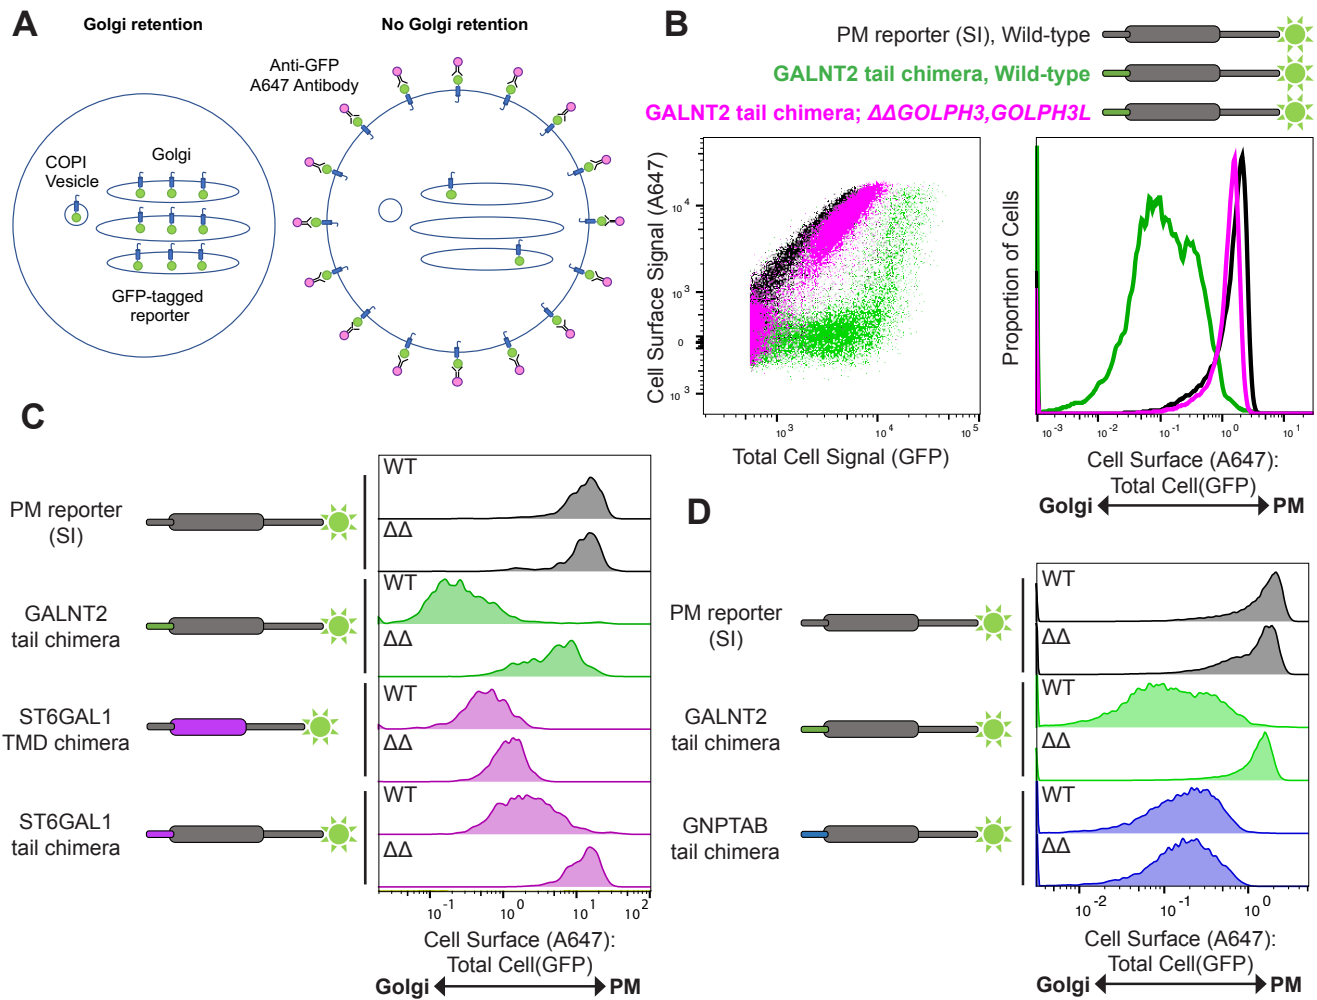 A
Golgi retention
No Golgi retention
Anti-GFP
A647 Antibody
COPI
Vesicle
Golgi
GFP-tagged
reporter
B
PM reporter (SI), Wild-type
GALNT2 tail chimera, Wild-type
GALNT2 tail chimera; ΔΔGOLPH3,GOLPH3L
Cell Surface Signal (A647)
10 4
10 3
0
10 3
10 3
10 4
10 5
Total Cell Signal (GFP)
Proportion of Cells
10 -3
10 -2
10 -1
10 0
10 1
Cell Surface (A647):
Total Cell(GFP)
Golgi PM
C
PM reporter
(SI)
WT
ΔΔ
GALNT2
tail chimera
WT
ΔΔ
ST6GAL1
TMD chimera
WT
ΔΔ
ST6GAL1
tail chimera
WT
ΔΔ
10 -1
10 0
10 1
10 2
Cell Surface (A647):
Total Cell(GFP)
Golgi PM
D
PM reporter
(SI)
WT
ΔΔ
GALNT2
tail chimera
WT
ΔΔ
GNPTAB
tail chimera
WT
ΔΔ
10 -2
10 -1
10 0
Cell Surface (A647):
Total Cell(GFP)
Golgi PM